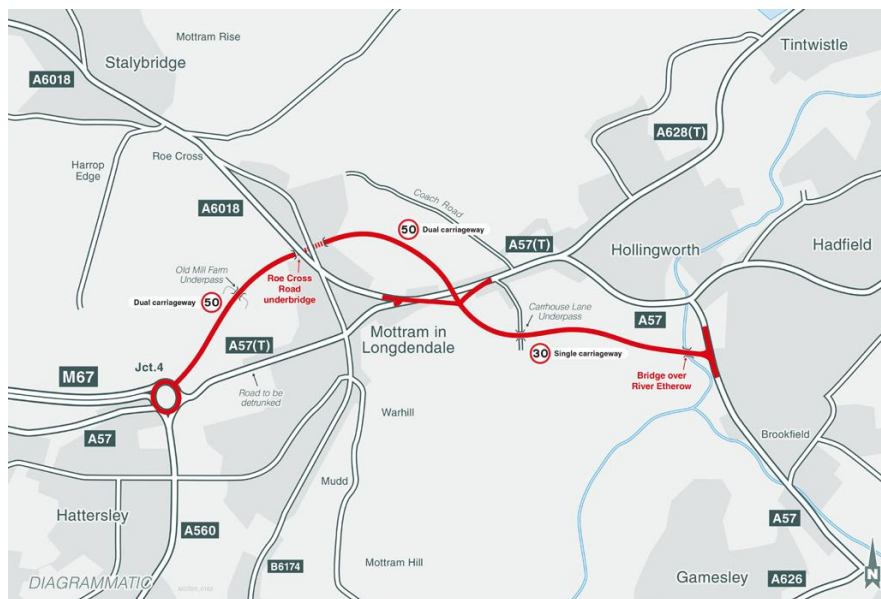 Mottram Rise
Tintwistle
Stalybridge
A6018
A628(T)
Roe Cross
Harrop
Edge
Coach Road
A6018
50 Dual carriageway
A57(T)
Hollingworth
Hadfield
Old Mill Farm
Underpass
Roe Cross
Road
underbridge
Dual carriageway 50
Carrhouse Lane
Underpass
A57
Mottram in
Longdendale
A57(T)
30 Single carriageway
Jct.4
M67
Bridge over
River Etherow
Road to be
detrunked
Warhill
A57
Brookfield
Mudd
Hattersley
A560
A57
Mottram Hill
B6174
DIAGRAMMATIC
Gamesley
A626
N